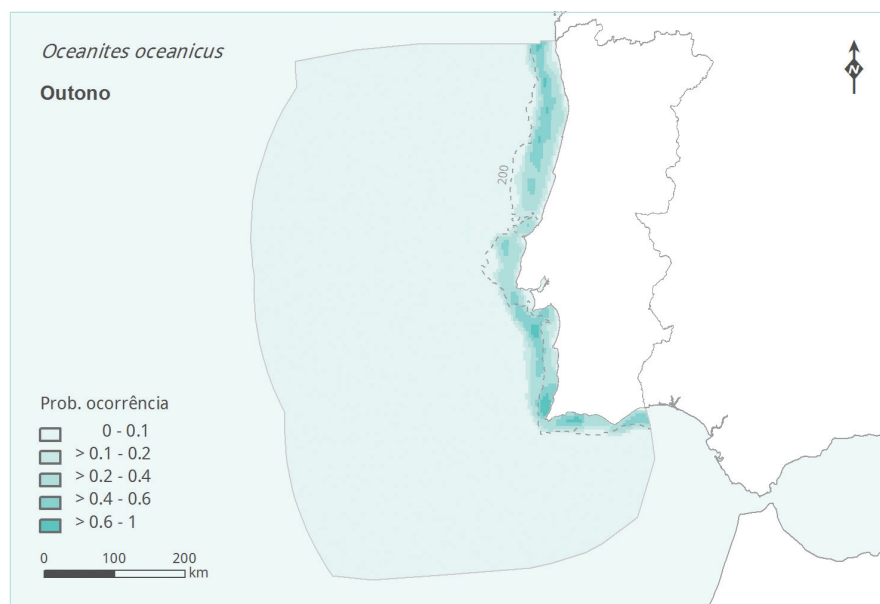 Oceanites oceanicus
Outono
N
200
Prob. ocorrência
0 - 0.1
> 0.1 - 0.2
> 0.2 - 0.4
> 0.4 - 0.6
> 0.6 - 1
0 100 200
km